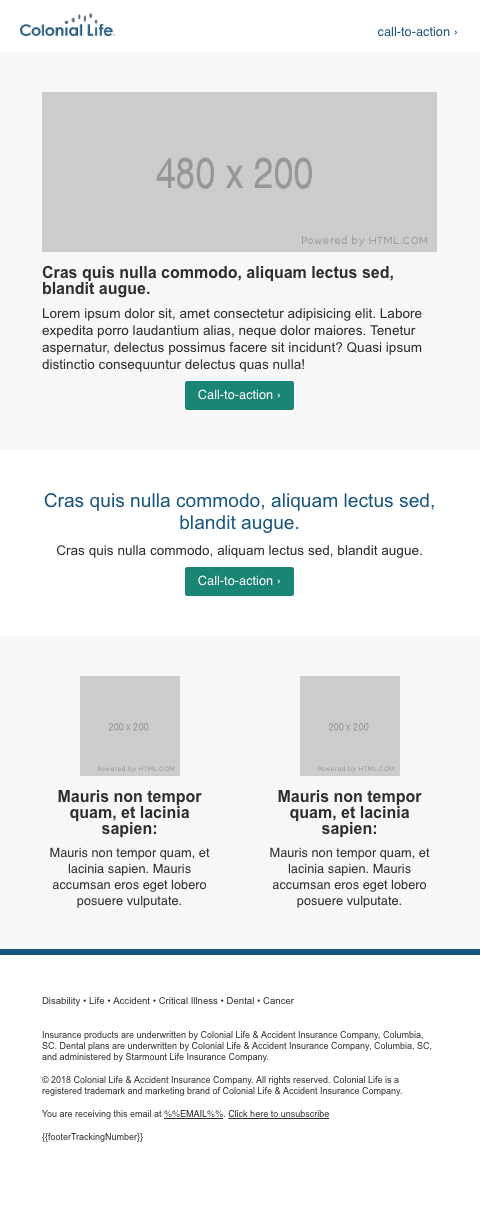 Colonial Life.
call-to-action ›
480 x 200
Powered by HTML.COM
Cras quis nulla commodo, aliquam lectus sed,
blandit augue.
Lorem ipsum dolor sit, amet consectetur adipisicing elit. Labore
expedita porro laudantium alias, neque dolor maiores. Tenetur
aspernatur, delectus possimus facere sit incidunt? Quasi ipsum
distinctio consequuntur delectus quas nulla!
Call-to-action ›
Cras quis nulla commodo, aliquam lectus sed,
blandit augue.
Cras quis nulla commodo, aliquam lectus sed, blandit augue.
Call-to-action ›
200 x 200
Powered by HTML.COM
Mauris non tempor
quam, et lacinia
sapien:
Mauris non tempor quam, et
lacinia sapien. Mauris
accumsan eros eget lobero
posuere vulputate.
200 x 200
Powered by HTML.COM
Mauris non tempor
quam, et lacinia
sapien:
Mauris non tempor quam, et
lacinia sapien. Mauris
accumsan eros eget lobero
posuere vulputate.
Disability • Life • Accident • Critical Illness • Dental • Cancer
Insurance products are underwritten by Colonial Life & Accident Insurance Company, Columbia,
SC. Dental plans are underwritten by Colonial Life & Accident Insurance Company, Columbia, SC,
and administered by Starmount Life Insurance Company.
© 2018 Colonial Life & Accident Insurance Company. All rights reserved. Colonial Life is a
registered trademark and marketing brand of Colonial Life & Accident Insurance Company.
You are receiving this email at %%EMAIL%%. Click here to unsubscribe
{{footerTrackingNumber}}